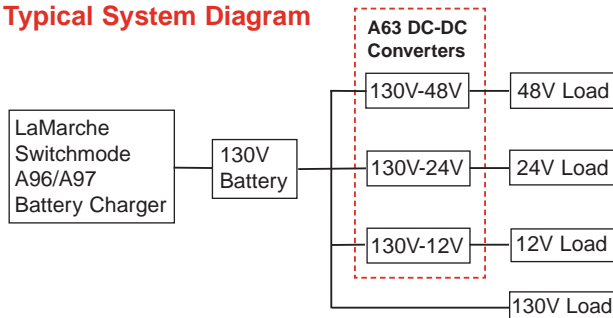 Typical System Diagram
A63 DC-DC
Converters
130V-48V
48V Load
LaMarche
Switchmode
A96/A97
Battery Charger
130V
Battery
130V-24V
24V Load
130V-12V
12V Load
130V Load